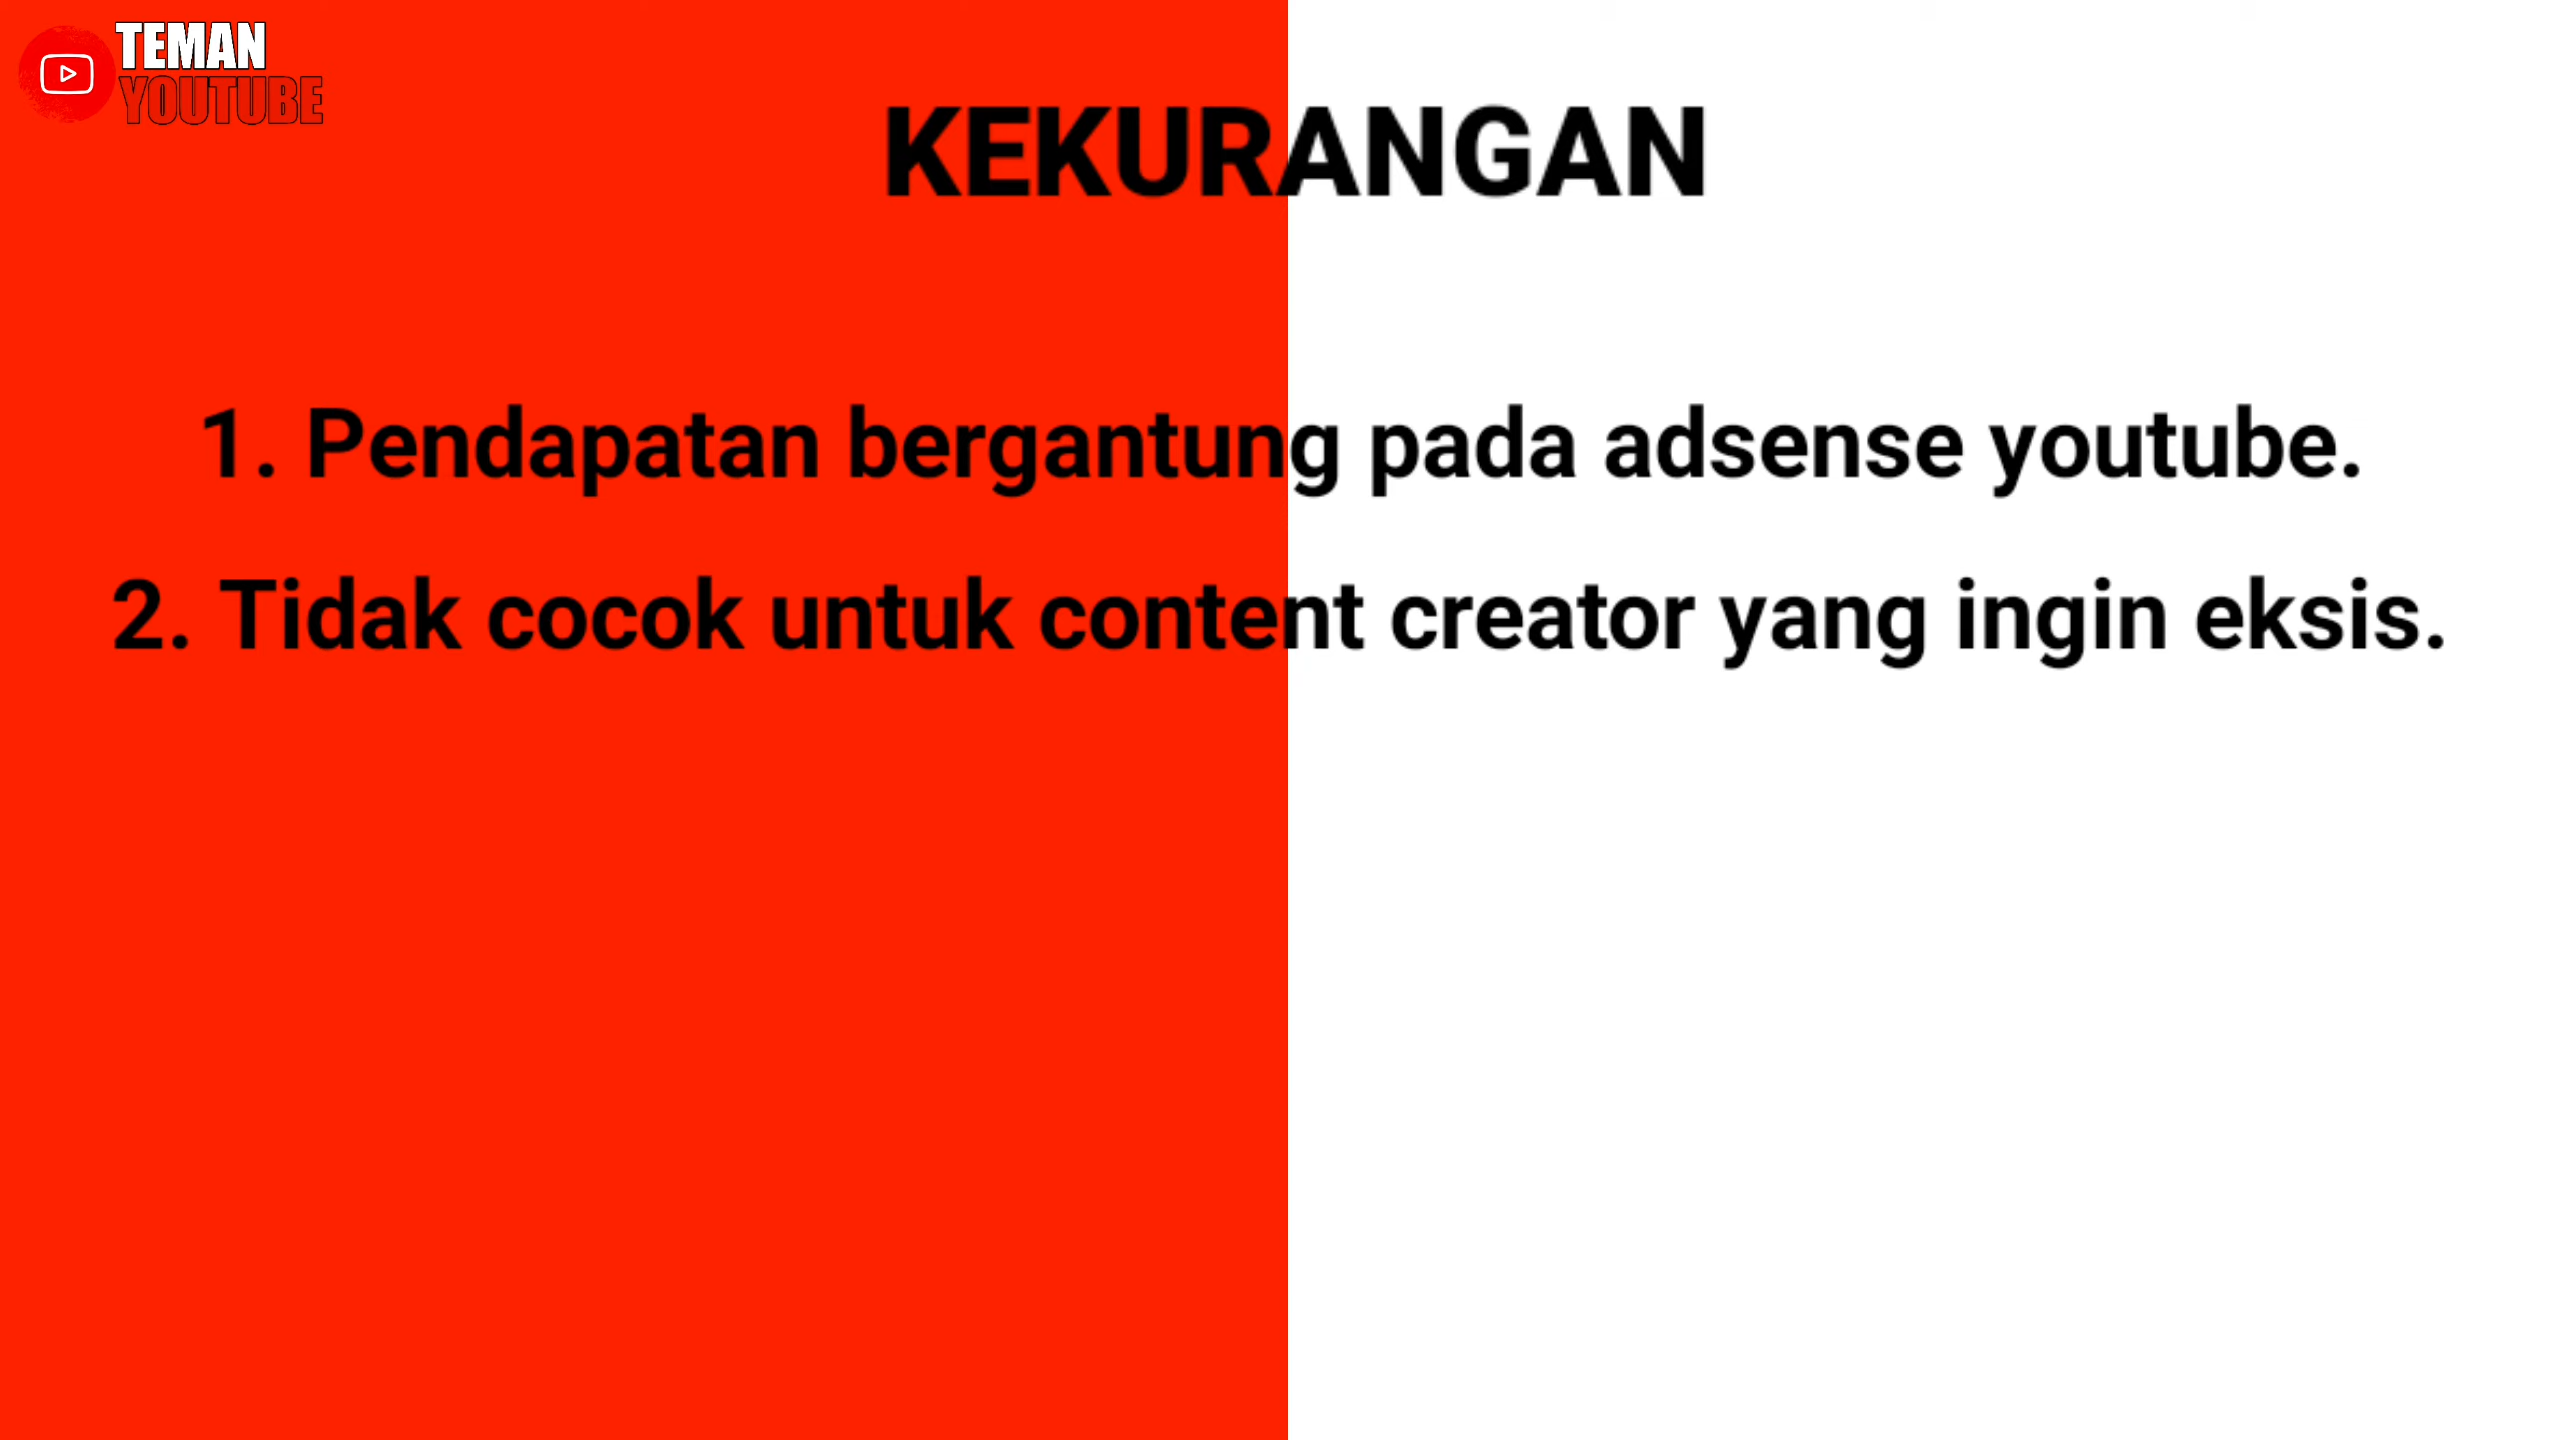 TEMAN
YOUTUBE
KEKURANGAN
1. Pendapatan bergantung pada adsense youtube.
2. Tidak cocok untuk content creator yang ingin eksis.